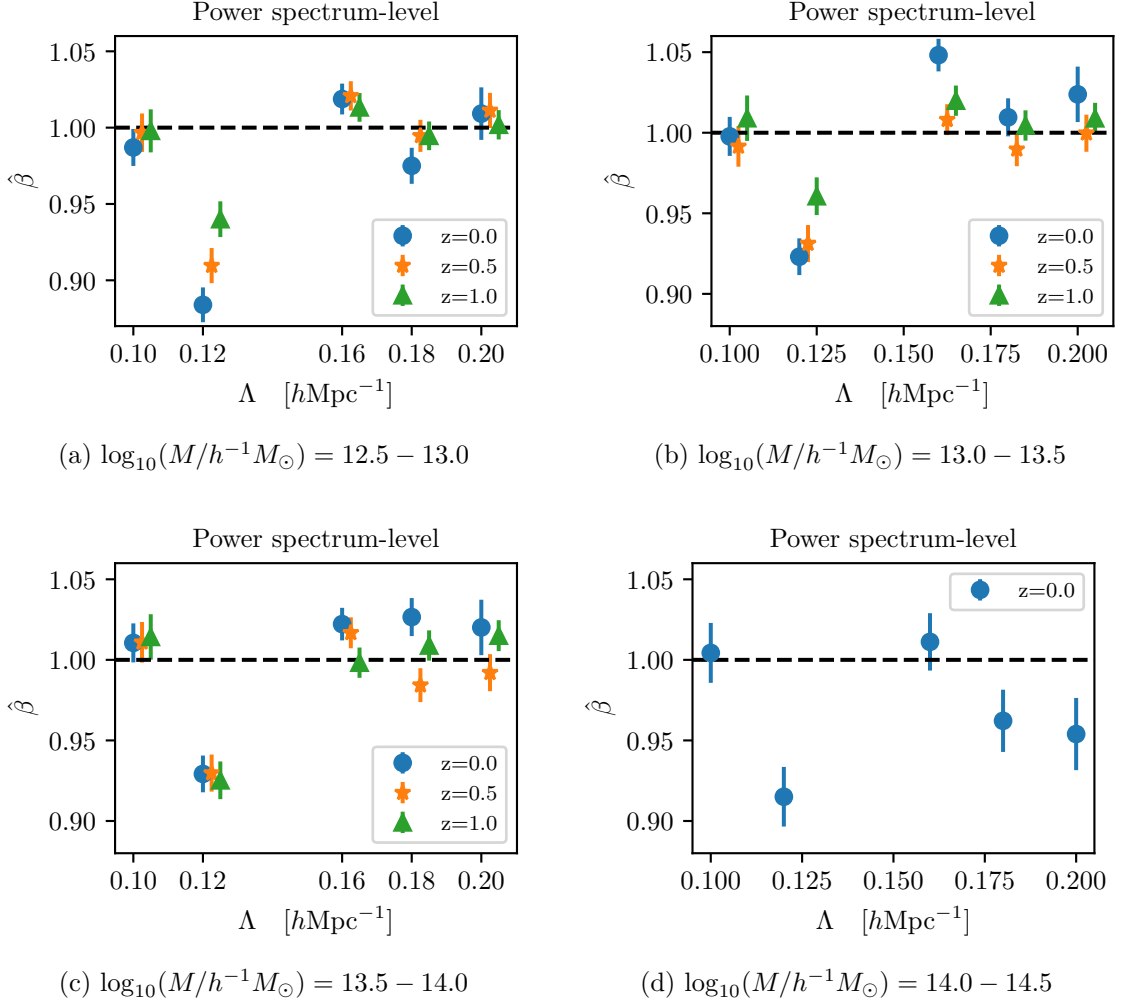 Power spectrum-level
1.05
1.00
0.95
0.90
β̂
z=0.0
z=0.5
z=1.0
0.10 0.12 0.16 0.18 0.20
Λ [hMpc⁻¹]
(a) log₁₀(M/h⁻¹M⊙) = 12.5 − 13.0
Power spectrum-level
1.05
1.00
0.95
0.90
β̂
z=0.0
z=0.5
z=1.0
0.100 0.125 0.150 0.175 0.200
Λ [hMpc⁻¹]
(b) log₁₀(M/h⁻¹M⊙) = 13.0 − 13.5
Power spectrum-level
1.05
1.00
0.95
0.90
β̂
z=0.0
z=0.5
z=1.0
0.10 0.12 0.16 0.18 0.20
Λ [hMpc⁻¹]
(c) log₁₀(M/h⁻¹M⊙) = 13.5 − 14.0
Power spectrum-level
z=0.0
1.05
1.00
0.95
0.90
β̂
0.100 0.125 0.150 0.175 0.200
Λ [hMpc⁻¹]
(d) log₁₀(M/h⁻¹M⊙) = 14.0 − 14.5